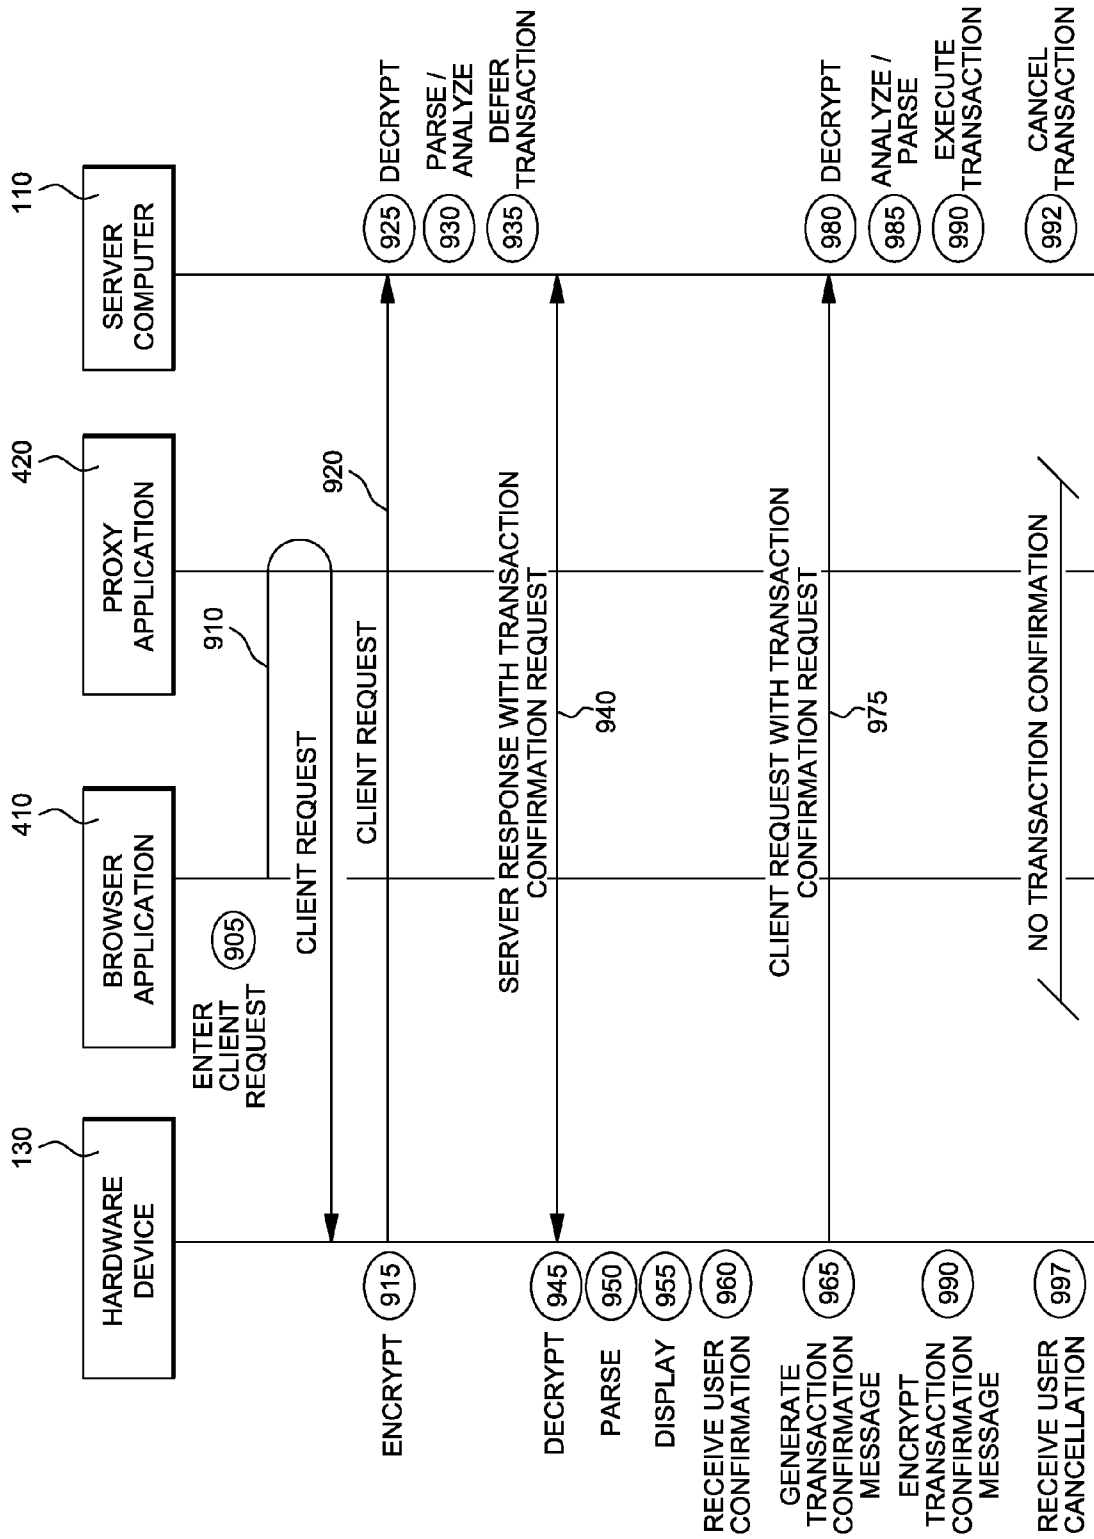 130
410
420
110
HARDWARE
DEVICE
BROWSER
APPLICATION
PROXY
APPLICATION
SERVER
COMPUTER
ENTER
CLIENT
REQUEST
905
910
CLIENT REQUEST
920
CLIENT REQUEST
ENCRYPT
915
925
DECRYPT
930
PARSE /
ANALYZE
935
DEFER
TRANSACTION
SERVER RESPONSE WITH TRANSACTION
CONFIRMATION REQUEST
940
DECRYPT
945
PARSE
950
DISPLAY
955
RECEIVE USER
CONFIRMATION
960
CLIENT REQUEST WITH TRANSACTION
CONFIRMATION REQUEST
975
GENERATE
TRANSACTION
CONFIRMATION
MESSAGE
965
980
DECRYPT
985
ANALYZE /
PARSE
ENCRYPT
TRANSACTION
CONFIRMATION
MESSAGE
990
990
EXECUTE
TRANSACTION
RECEIVE USER
CANCELLATION
997
NO TRANSACTION CONFIRMATION
992
CANCEL
TRANSACTION